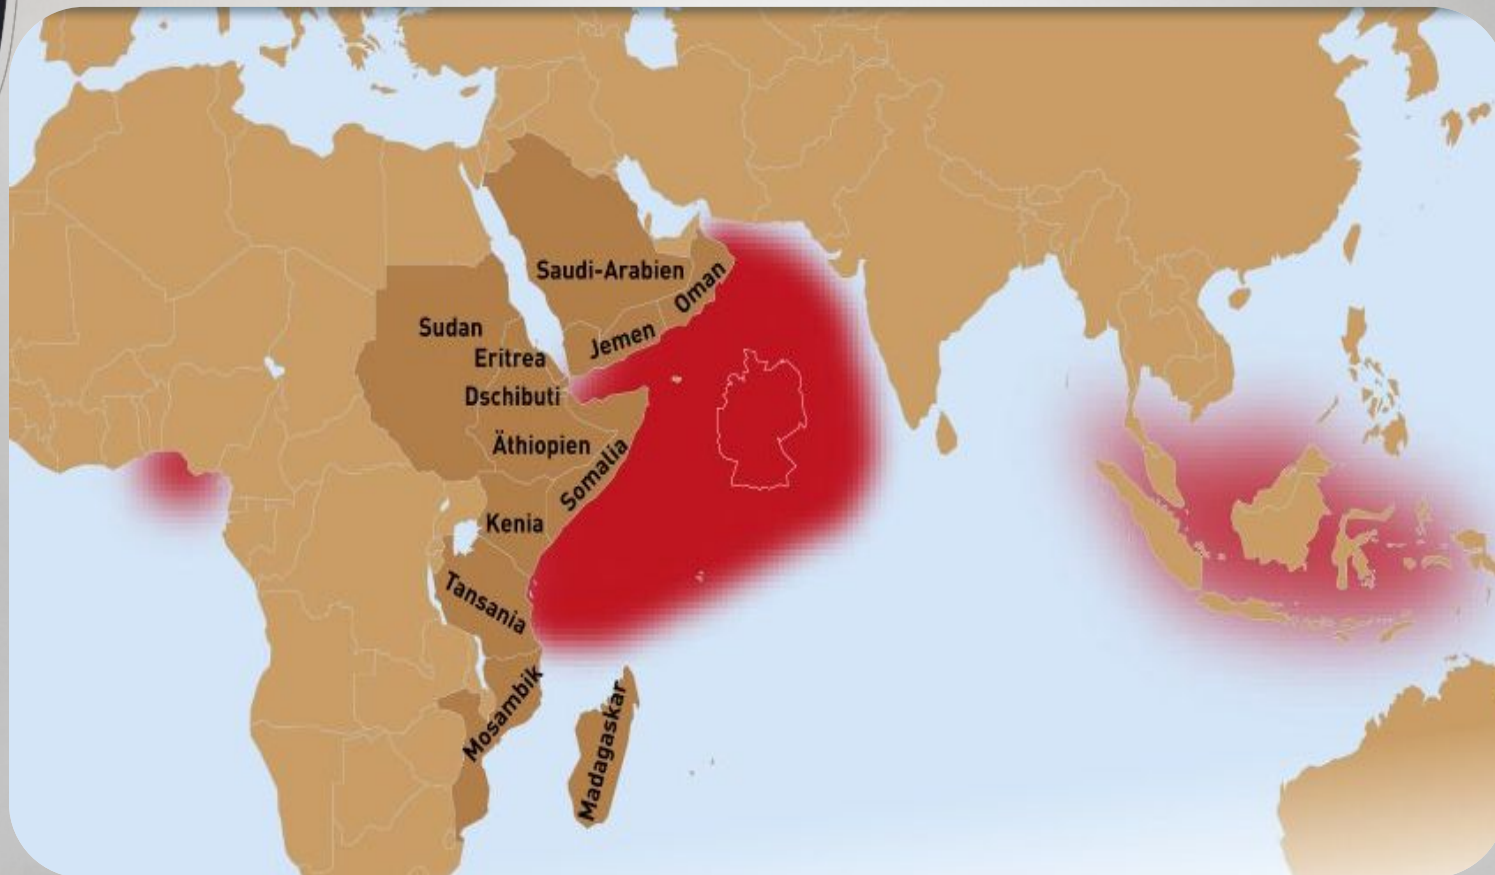 Saudi-Arabien
Oman
Jemen
Sudan
Eritrea
Dschibuti
Äthiopien
Somalia
Kenia
Tansania
Mosambik
Madagaskar